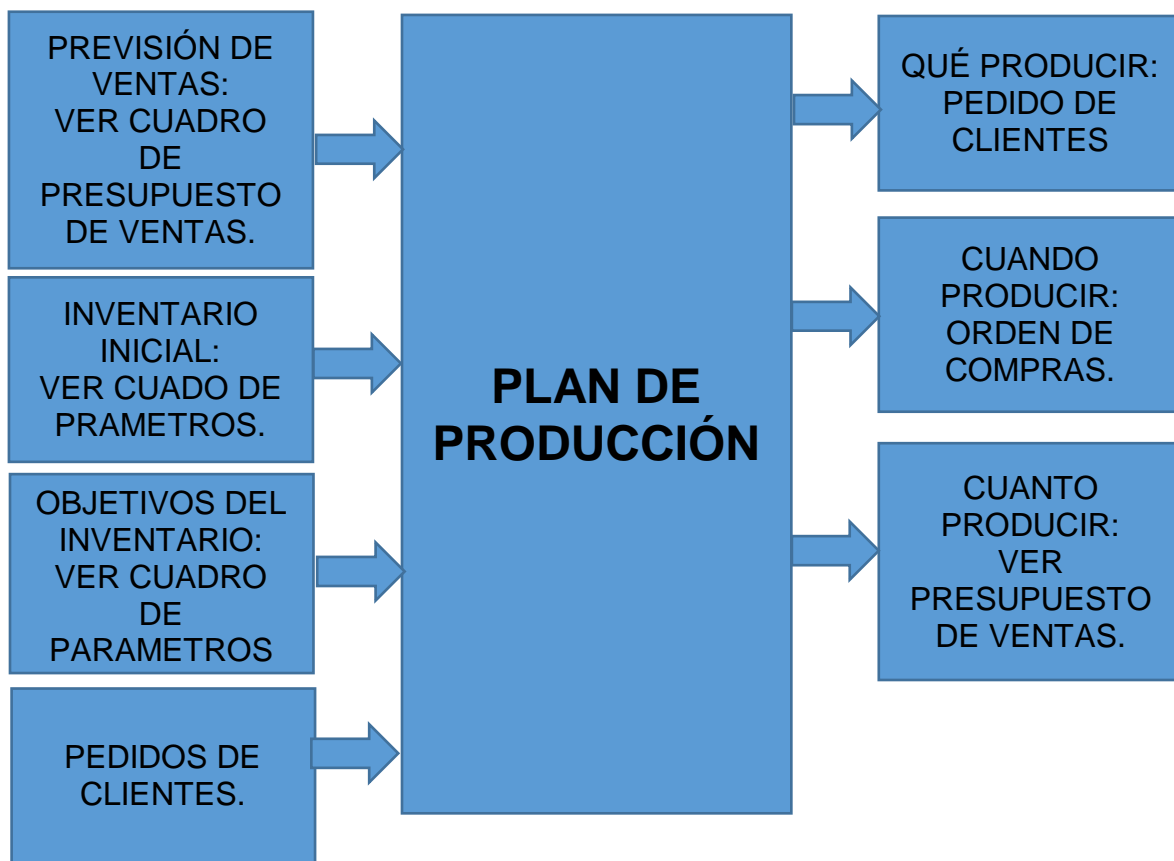 PREVISIÓN DE
VENTAS:
VER CUADRO
DE
PRESUPUESTO
DE VENTAS.
INVENTARIO
INICIAL:
VER CUADO DE
PRAMETROS.
OBJETIVOS DEL
INVENTARIO:
VER CUADRO
DE
PARAMETROS
PEDIDOS DE
CLIENTES.
PLAN DE
PRODUCCIÓN
QUÉ PRODUCIR:
PEDIDO DE
CLIENTES
CUANDO
PRODUCIR:
ORDEN DE
COMPRAS.
CUANTO
PRODUCIR:
VER
PRESUPUESTO
DE VENTAS.